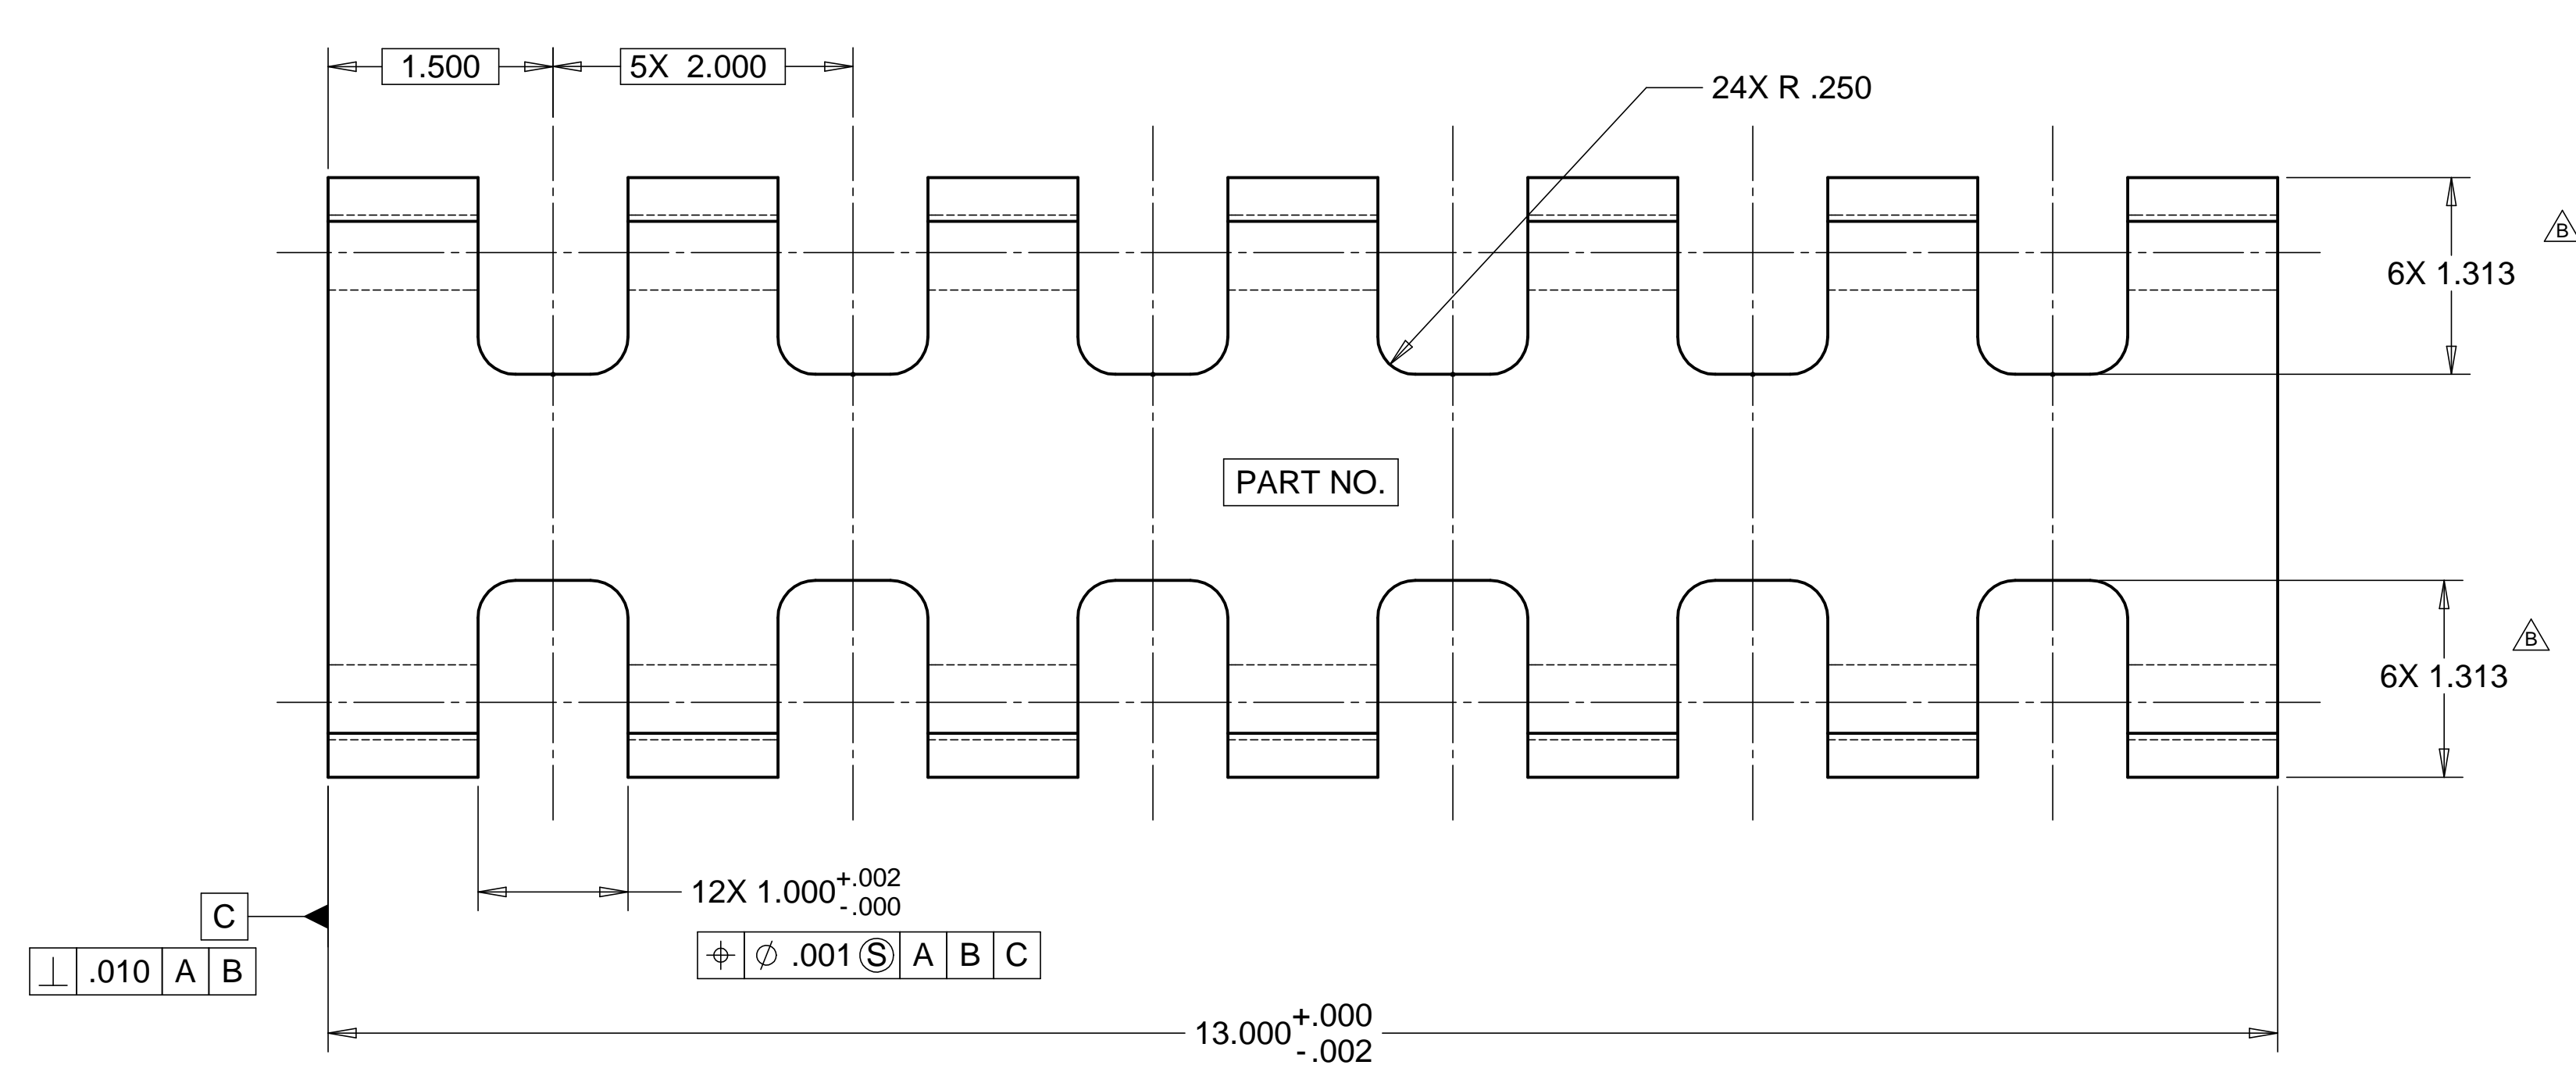 1.500
5X 2.000
24X R .250
B
6X 1.313
PART NO.
B
6X 1.313
12X 1.000 +.002
- .000
C
⊥ .010 A B
⌖ ⌀ .001 Ⓢ A B C
13.000 +.000
- .002